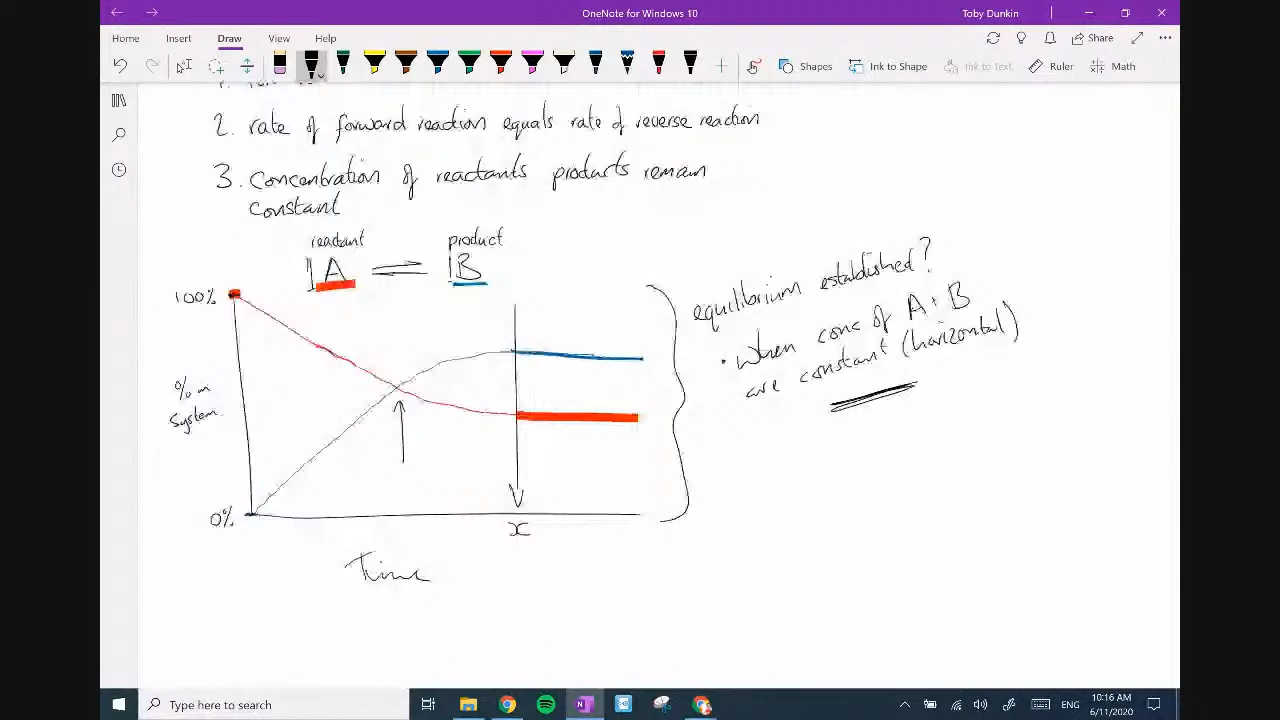 OneNote for Windows 10
Toby Dunkin
Home
Insert
Draw
View
Help
Share
Shapes
Ink to Shape
Ink to Text
Ruler
Math
2. rate of forward reaction equals rate of reverse reaction
3. Concentration of reactants products remain
constant
reactant
product
A ⇌ B
100%
% in
System.
0%
x
Time
equilibrium established?
• When conc of A + B
are constant (horizontal)
Type here to search
ENG
10:16 AM
6/11/2020